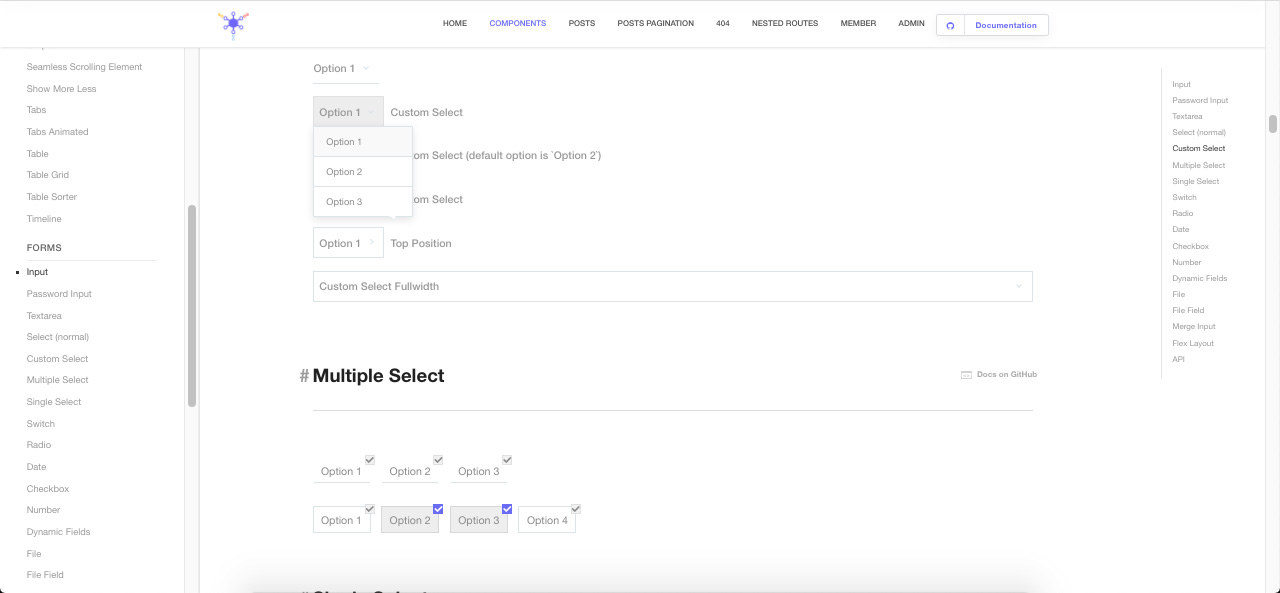 HOME COMPONENTS POSTS POSTS PAGINATION 404 NESTED ROUTES MEMBER ADMIN Documentation
Seamless Scrolling Element
Show More Less
Tabs
Tabs Animated
Table
Table Grid
Table Sorter
Timeline
FORMS
Input
Password Input
Textarea
Select (normal)
Custom Select
Multiple Select
Single Select
Switch
Radio
Date
Checkbox
Number
Dynamic Fields
File
File Field
Option 1
Option 1 Custom Select
Option 1
om Select (default option is `Option 2`)
Option 2
Option 3 om Select
Option 1 Top Position
Custom Select Fullwidth
# Multiple Select Docs on GitHub
Option 1 Option 2 Option 3
Option 1 Option 2 Option 3 Option 4
Input
Password Input
Textarea
Select (normal)
Custom Select
Multiple Select
Single Select
Switch
Radio
Date
Checkbox
Number
Dynamic Fields
File
File Field
Merge Input
Flex Layout
API